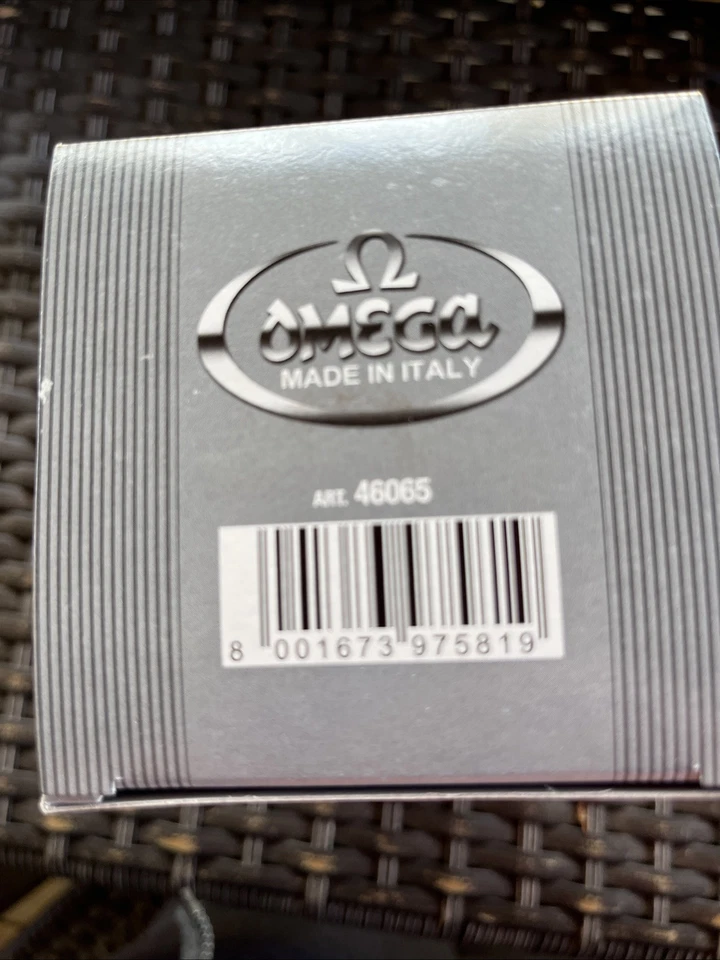 Ω
OMEGA
MADE IN ITALY
ART. 46065
8 001673 975819